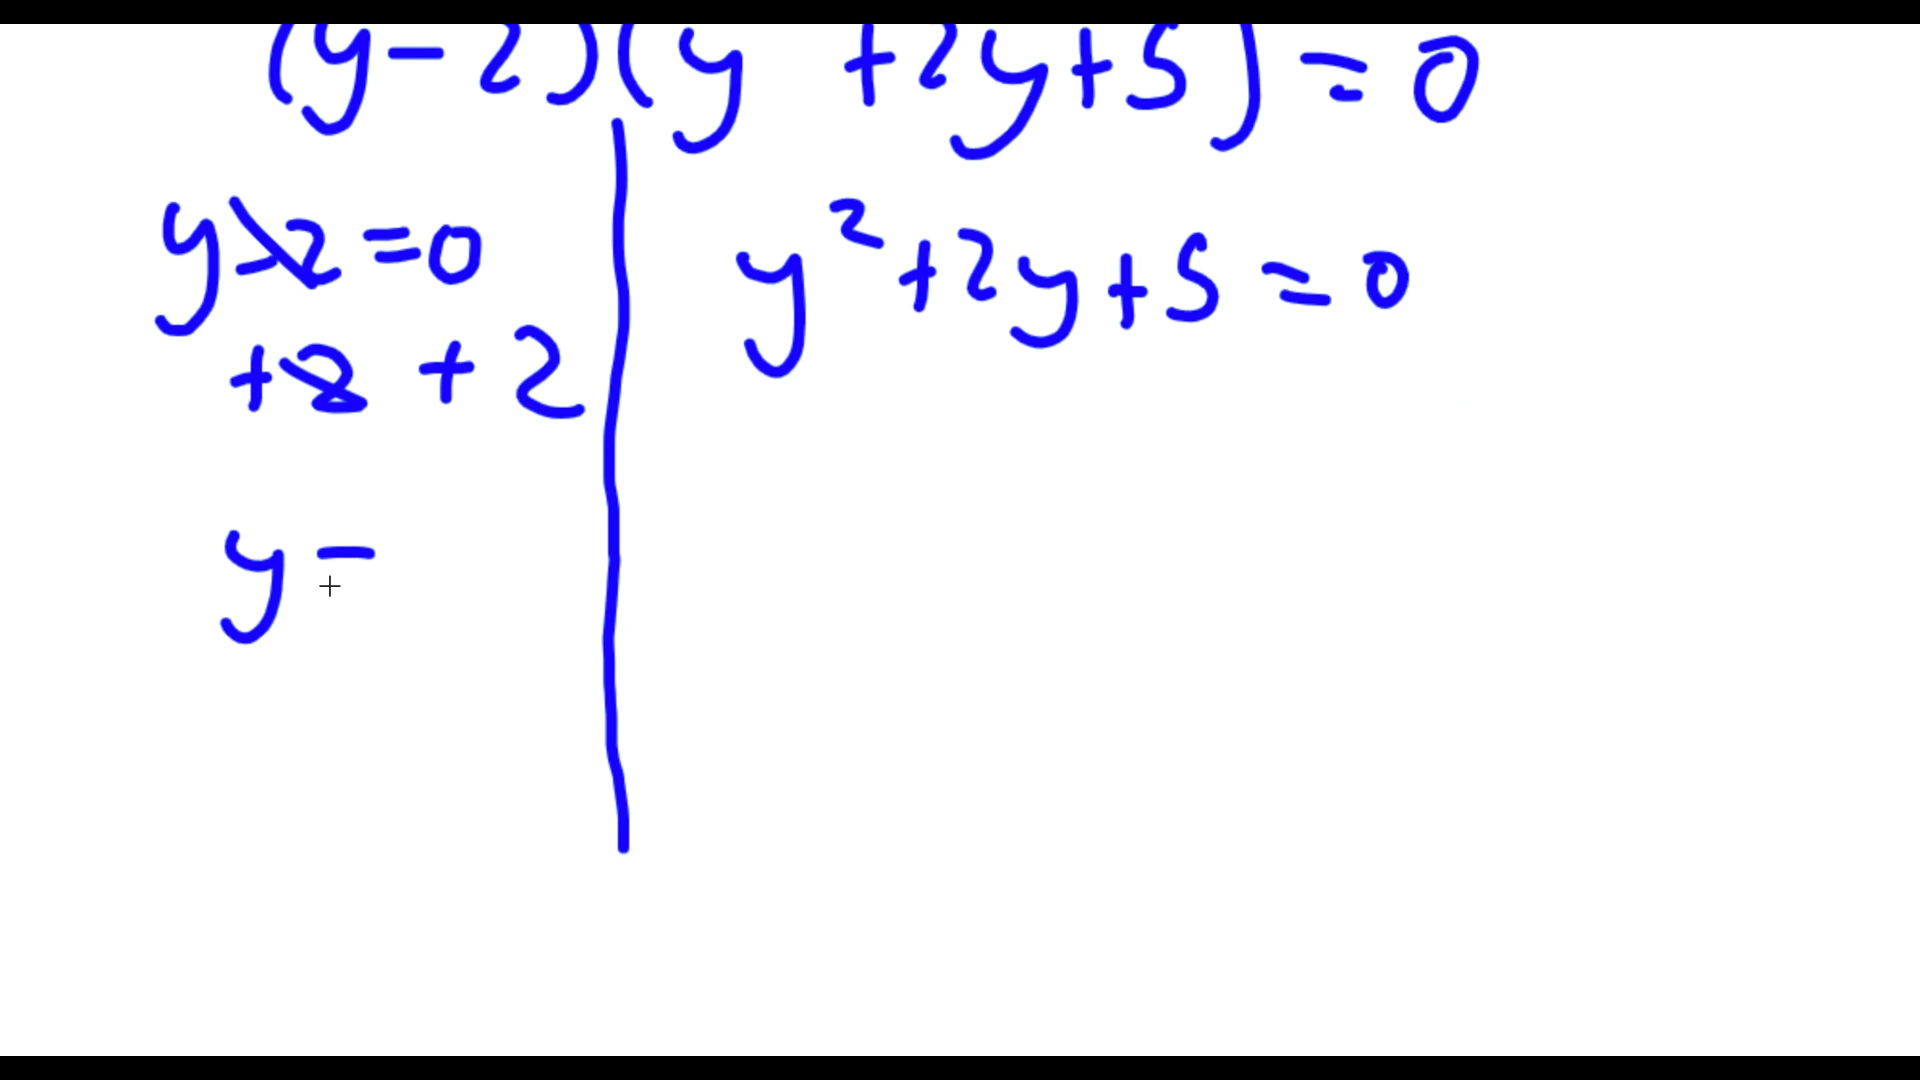 (y-2)(y +2y+5)=0
y-2=0
+2 +2
y -
y²+2y+5=0